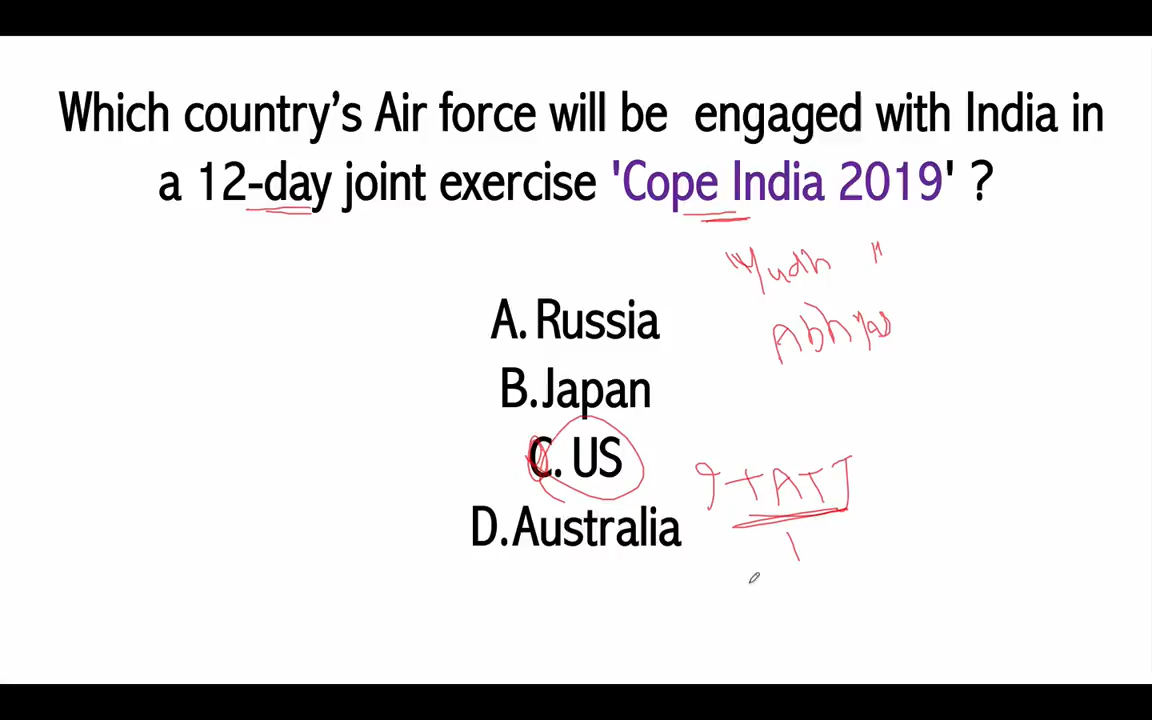 Which country's Air force will be engaged with India in
a 12-day joint exercise 'Cope India 2019' ?
"Yudh "
Abhyas
A. Russia
B.Japan
C. US
D.Australia